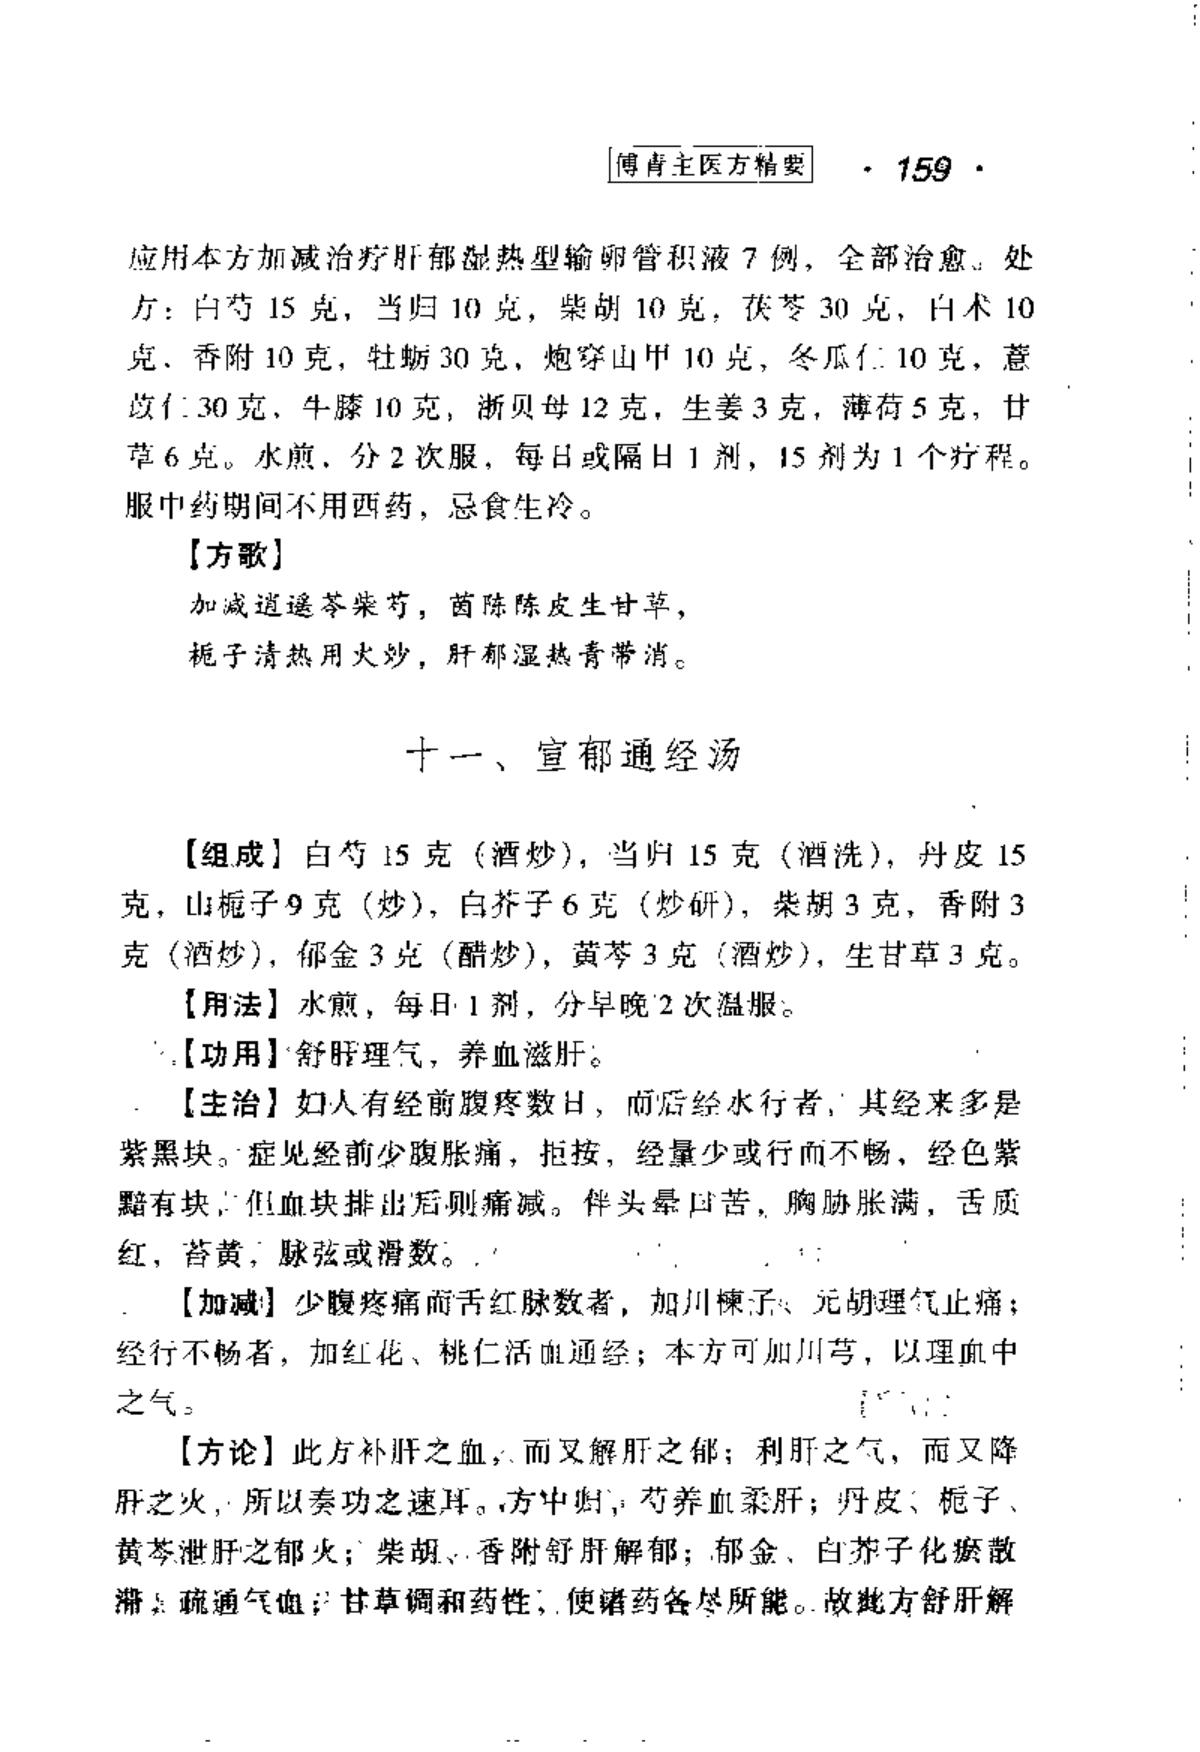 傅青主医方精要 · 159 ·
应用本方加减治疗肝郁湿热型输卵管积液 7 例，全部治愈。处
方：白芍 15 克，当归 10 克，柴胡 10 克，茯苓 30 克，白术 10
克、香附 10 克，牡蛎 30 克，炮穿山甲 10 克，冬瓜仁 10 克，薏
苡仁 30 克，牛膝 10 克，浙贝母 12 克，生姜 3 克，薄荷 5 克，甘
草 6 克。水煎，分 2 次服，每日或隔日 1 剂，15 剂为 1 个疗程。
服中药期间不用西药，忌食生冷。
【方歌】
加减逍遥苓柴芍，茵陈陈皮生甘草，
栀子清热用火炒，肝郁湿热青带消。
十一、宣郁通经汤
【组成】白芍 15 克（酒炒），当归 15 克（酒洗），丹皮 15
克，山栀子 9 克（炒），白芥子 6 克（炒研），柴胡 3 克，香附 3
克（酒炒），郁金 3 克（醋炒），黄芩 3 克（酒炒），生甘草 3 克。
【用法】水煎，每日 1 剂，分早晚 2 次温服。
【功用】舒肝理气，养血滋肝。
【主治】妇人有经前腹疼数日，而后经水行者，其经来多是
紫黑块。症见经前少腹胀痛，拒按，经量少或行而不畅，经色紫
黯有块，但血块排出后则痛减。伴头晕口苦，胸胁胀满，舌质
红，苔黄，脉弦或滑数。
【加减】少腹疼痛而舌红脉数者，加川楝子、元胡理气止痛；
经行不畅者，加红花、桃仁活血通经；本方可加川芎，以理血中
之气。
【方论】此方补肝之血，而又解肝之郁；利肝之气，而又降
肝之火，所以奏功之速耳。方中归，芍养血柔肝；丹皮、栀子、
黄芩泄肝之郁火；柴胡、香附舒肝解郁；郁金、白芥子化瘀散
滞；疏通气血；甘草调和药性，使诸药各尽所能。故此方舒肝解